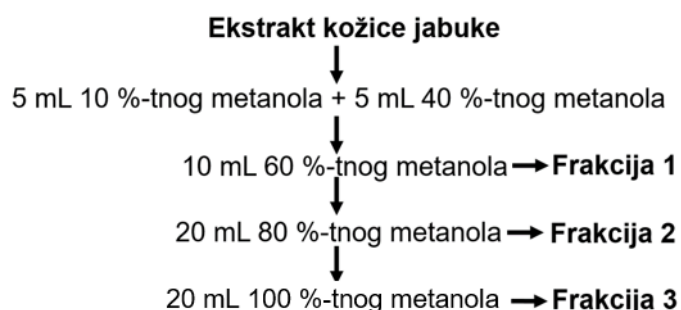 Ekstrakt kožice jabuke
5 mL 10 %-tnog metanola + 5 mL 40 %-tnog metanola
10 mL 60 %-tnog metanola Frakcija 1
20 mL 80 %-tnog metanola Frakcija 2
20 mL 100 %-tnog metanola Frakcija 3